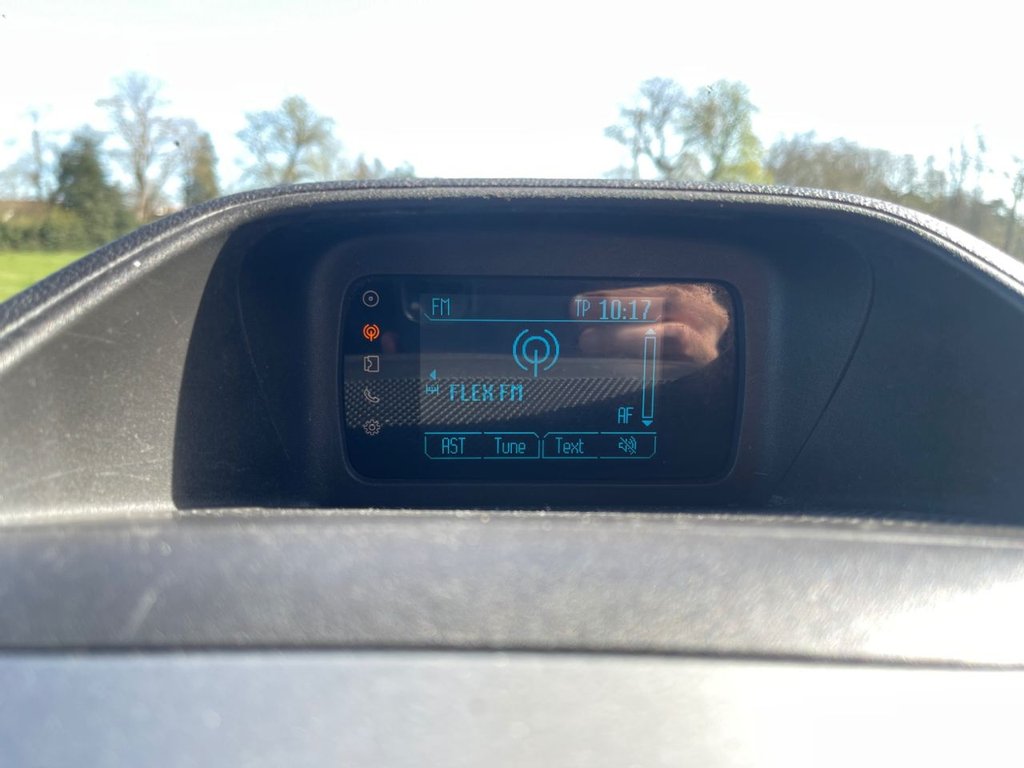 FM TP 10:17
FLEX FM
AF
AST Tune Text